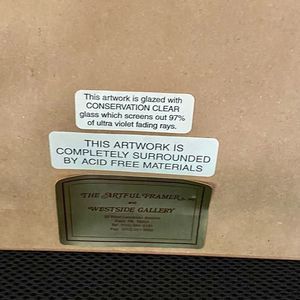 This artwork is glazed with
CONSERVATION CLEAR
glass which screens out 97%
of ultra violet fading rays.
THIS ARTWORK IS
COMPLETELY SURROUNDED
BY ACID FREE MATERIALS
THE ARTFUL FRAMER
and
WESTSIDE GALLERY